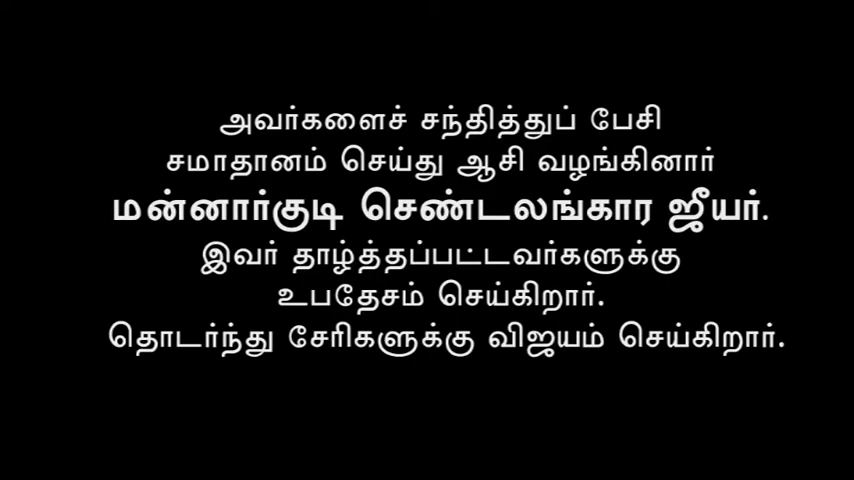 அவர்களைச் சந்தித்துப் பேசி
சமாதானம் செய்து ஆசி வழங்கினார்
மன்னார்குடி செண்டலங்கார ஜீயர்.
இவர் தாழ்த்தப்பட்டவர்களுக்கு
உபதேசம் செய்கிறார்.
தொடர்ந்து சேரிகளுக்கு விஜயம் செய்கிறார்.